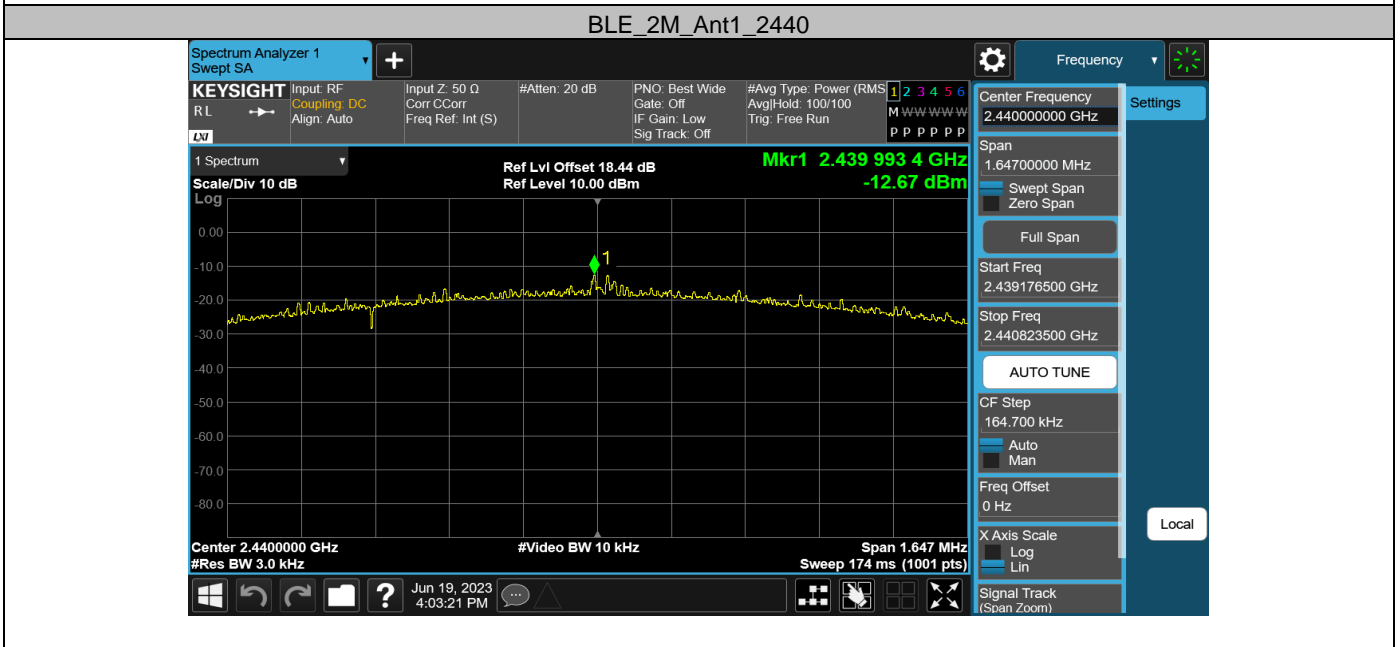 BLE_2M_Ant1_2440
Spectrum Analyzer 1
Swept SA
Frequency
KEYSIGHT
RL
LXI
Input: RF
Coupling: DC
Align: Auto
Input Z: 50 Ω
Corr CCorr
Freq Ref: Int (S)
#Atten: 20 dB
PNO: Best Wide
Gate: Off
IF Gain: Low
Sig Track: Off
#Avg Type: Power (RMS
Avg|Hold: 100/100
Trig: Free Run
1 2 3 4 5 6
M W W W W W
P P P P P P
1 Spectrum
Scale/Div 10 dB
Log
Ref Lvl Offset 18.44 dB
Ref Level 10.00 dBm
Mkr1 2.439 993 4 GHz
-12.67 dBm
1
0.00
-10.0
-20.0
-30.0
-40.0
-50.0
-60.0
-70.0
-80.0
Center 2.4400000 GHz
#Res BW 3.0 kHz
#Video BW 10 kHz
Span 1.647 MHz
Sweep 174 ms (1001 pts)
Jun 19, 2023
4:03:21 PM
Center Frequency
2.440000000 GHz
Span
1.64700000 MHz
Swept Span
Zero Span
Full Span
Start Freq
2.439176500 GHz
Stop Freq
2.440823500 GHz
AUTO TUNE
CF Step
164.700 kHz
Auto
Man
Freq Offset
0 Hz
X Axis Scale
Log
Lin
Signal Track
(Span Zoom)
Settings
Local